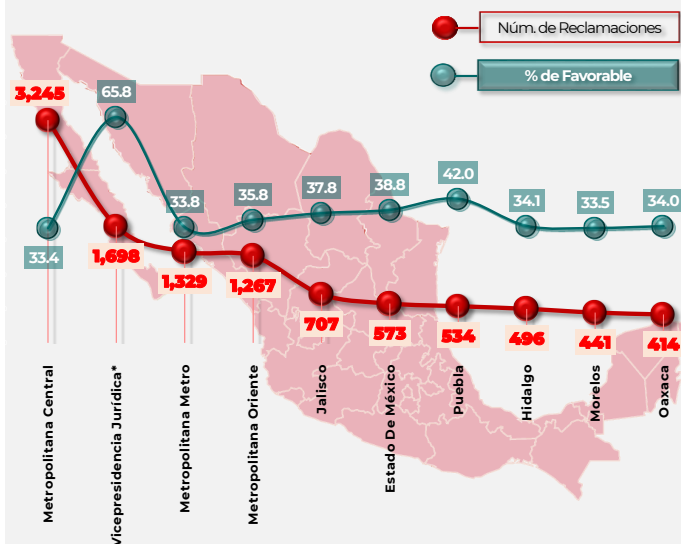 Núm. de Reclamaciones
% de Favorable
3,245
65.8
33.4
1,698
33.8
1,329
35.8
1,267
37.8
707
38.8
573
42.0
534
34.1
496
33.5
441
34.0
414
Metropolitana Central
Vicepresidencia Jurídica*
Metropolitana Metro
Metropolitana Oriente
Jalisco
Estado De México
Puebla
Hidalgo
Morelos
Oaxaca